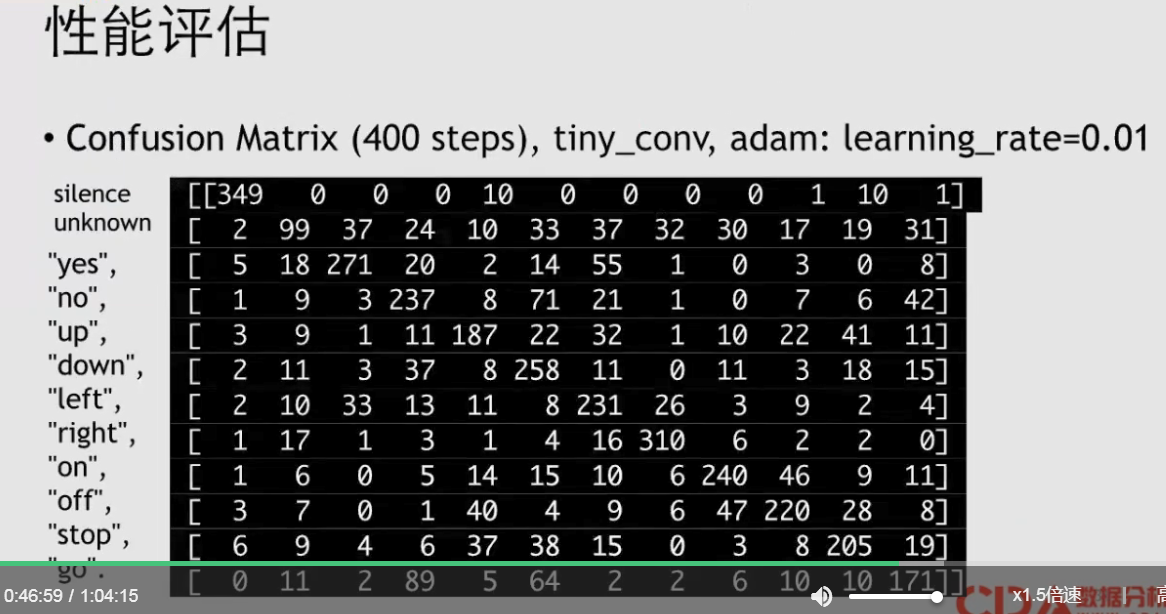 性能评估
• Confusion Matrix (400 steps), tiny_conv, adam: learning_rate=0.01
silence [[349 0 0 0 10 0 0 0 0 1 10 1]
unknown [ 2 99 37 24 10 33 37 32 30 17 19 31]
"yes", [ 5 18 271 20 2 14 55 1 0 3 0 8]
"no", [ 1 9 3 237 8 71 21 1 0 7 6 42]
"up", [ 3 9 1 11 187 22 32 1 10 22 41 11]
"down", [ 2 11 3 37 8 258 11 0 11 3 18 15]
"left", [ 2 10 33 13 11 8 231 26 3 9 2 4]
"right", [ 1 17 1 3 1 4 16 310 6 2 2 0]
"on", [ 1 6 0 5 14 15 10 6 240 46 9 11]
"off", [ 3 7 0 1 40 4 9 6 47 220 28 8]
"stop", [ 6 9 4 6 37 38 15 0 3 8 205 19]
"go". [ 0 11 2 89 5 64 2 2 6 10 10 171]]
0:46:59 / 1:04:15 x1.5倍速 高
CDA 数据分析